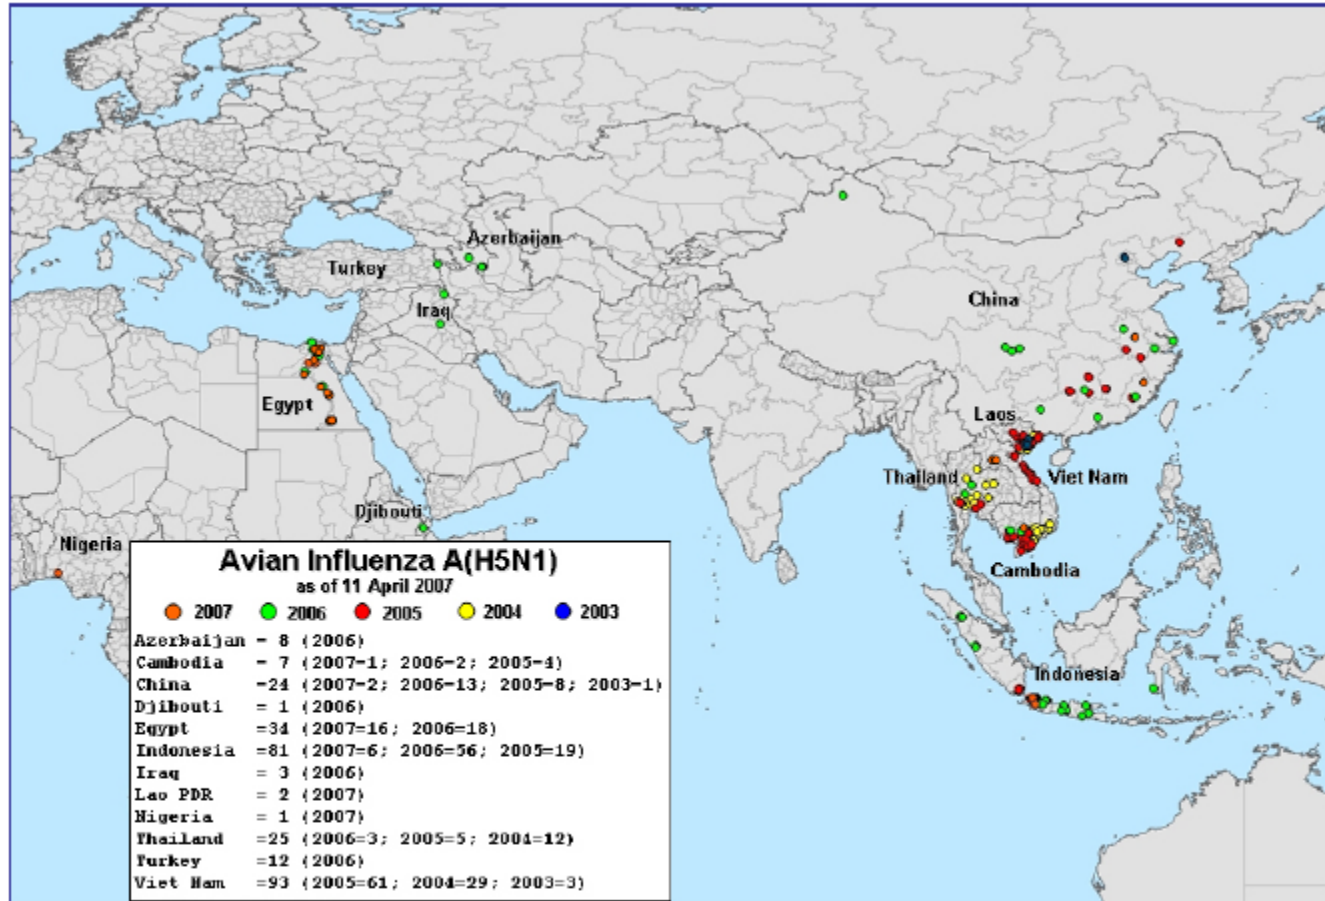 Azerbaijan
Turkey
Iraq
China
Egypt
Laos
Thailand
Viet Nam
Djibouti
Nigeria
Cambodia
Indonesia
Avian Influenza A(H5N1)
as of 11 April 2007
2007 2006 2005 2004 2003
Azerbaijan = 8 (2006)
Cambodia = 7 (2007-1; 2006-2; 2005-4)
China =24 (2007-2; 2006-13; 2005-8; 2003-1)
Djibouti = 1 (2006)
Egypt =34 (2007=16; 2006=18)
Indonesia =81 (2007=6; 2006=56; 2005=19)
Iraq = 3 (2006)
Lao PDR = 2 (2007)
Nigeria = 1 (2007)
Thailand =25 (2006=3; 2005=5; 2004=12)
Turkey =12 (2006)
Viet Nam =93 (2005=61; 2004=29; 2003=3)